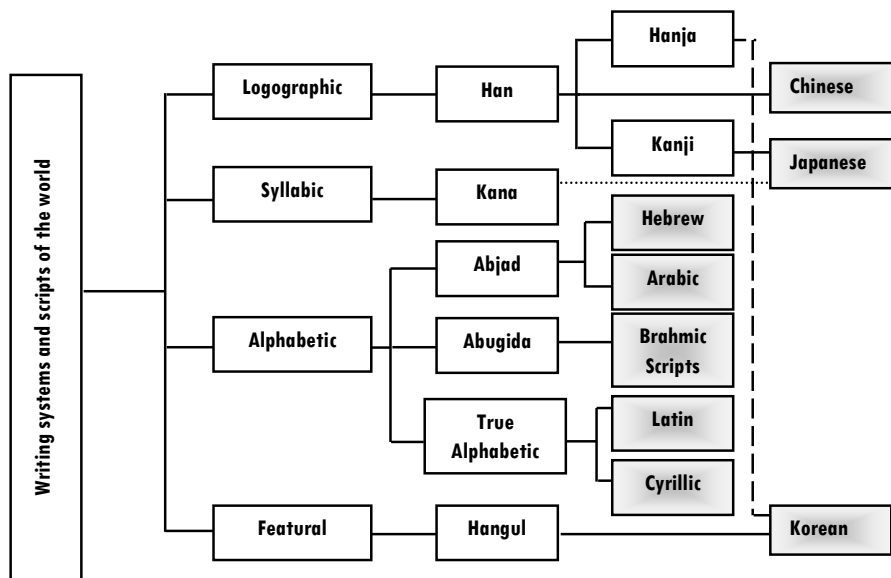 Writing systems and scripts of the world
Logographic
Syllabic
Alphabetic
Featural
Han
Kana
Abjad
Abugida
True
Alphabetic
Hangul
Hanja
Kanji
Hebrew
Arabic
Brahmic
Scripts
Latin
Cyrillic
Chinese
Japanese
Korean